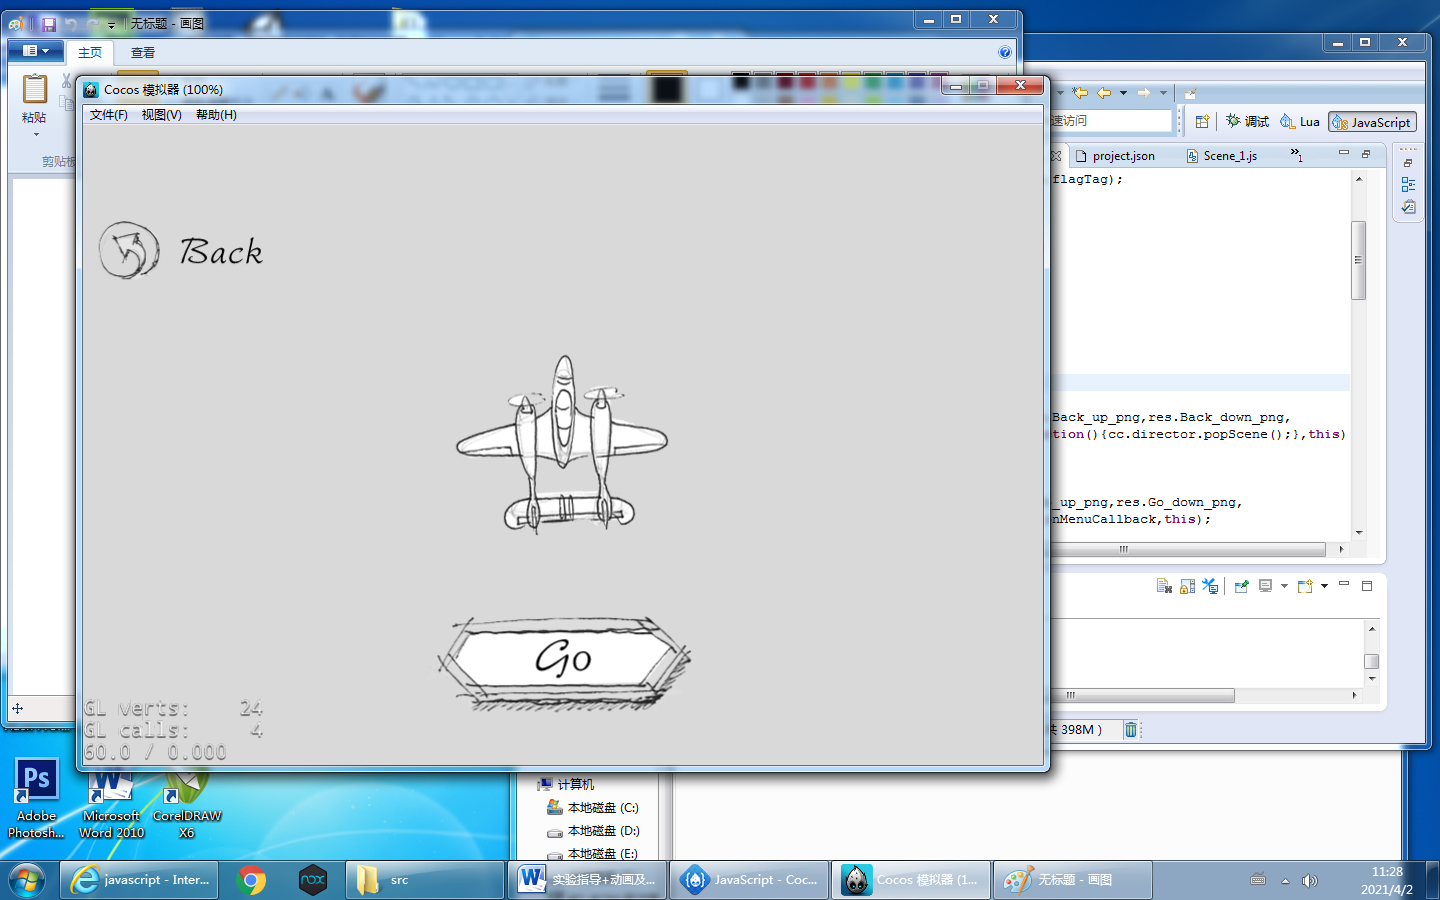 无标题 - 画图
主页
查看
粘贴
剪贴板
Cocos 模拟器 (100%)
文件(F) 视图(V) 帮助(H)
Back
Go
GL verts: 24
GL calls: 4
60.0 / 0.000
速访问
调试
Lua
JavaScript
project.json
Scene_1.js
»1
flagTag);
Back_up_png,res.Back_down_png,
tion(){cc.director.popScene();},this)
_up_png,res.Go_down_png,
nMenuCallback,this);
共 398M )
Ps
Adobe
Photosh...
Microsoft
Word 2010
CorelDRAW
X6
计算机
本地磁盘 (C:)
本地磁盘 (D:)
本地磁盘 (E:)
javascript - Inter...
nox
src
实验指导+动画及...
JavaScript - Coc...
Cocos 模拟器 (1...
无标题 - 画图
11:28
2021/4/2